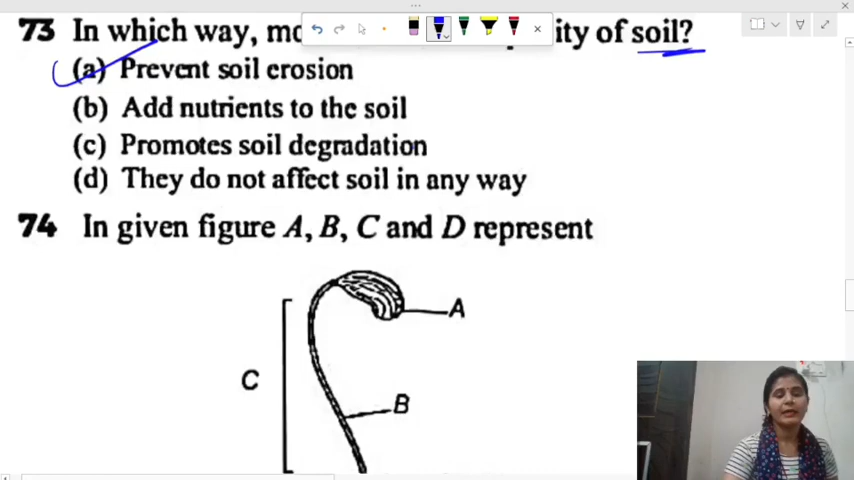 73 In which way, mo ity of soil?
(a) Prevent soil erosion
(b) Add nutrients to the soil
(c) Promotes soil degradation
(d) They do not affect soil in any way
74 In given figure A, B, C and D represent
A
C
B